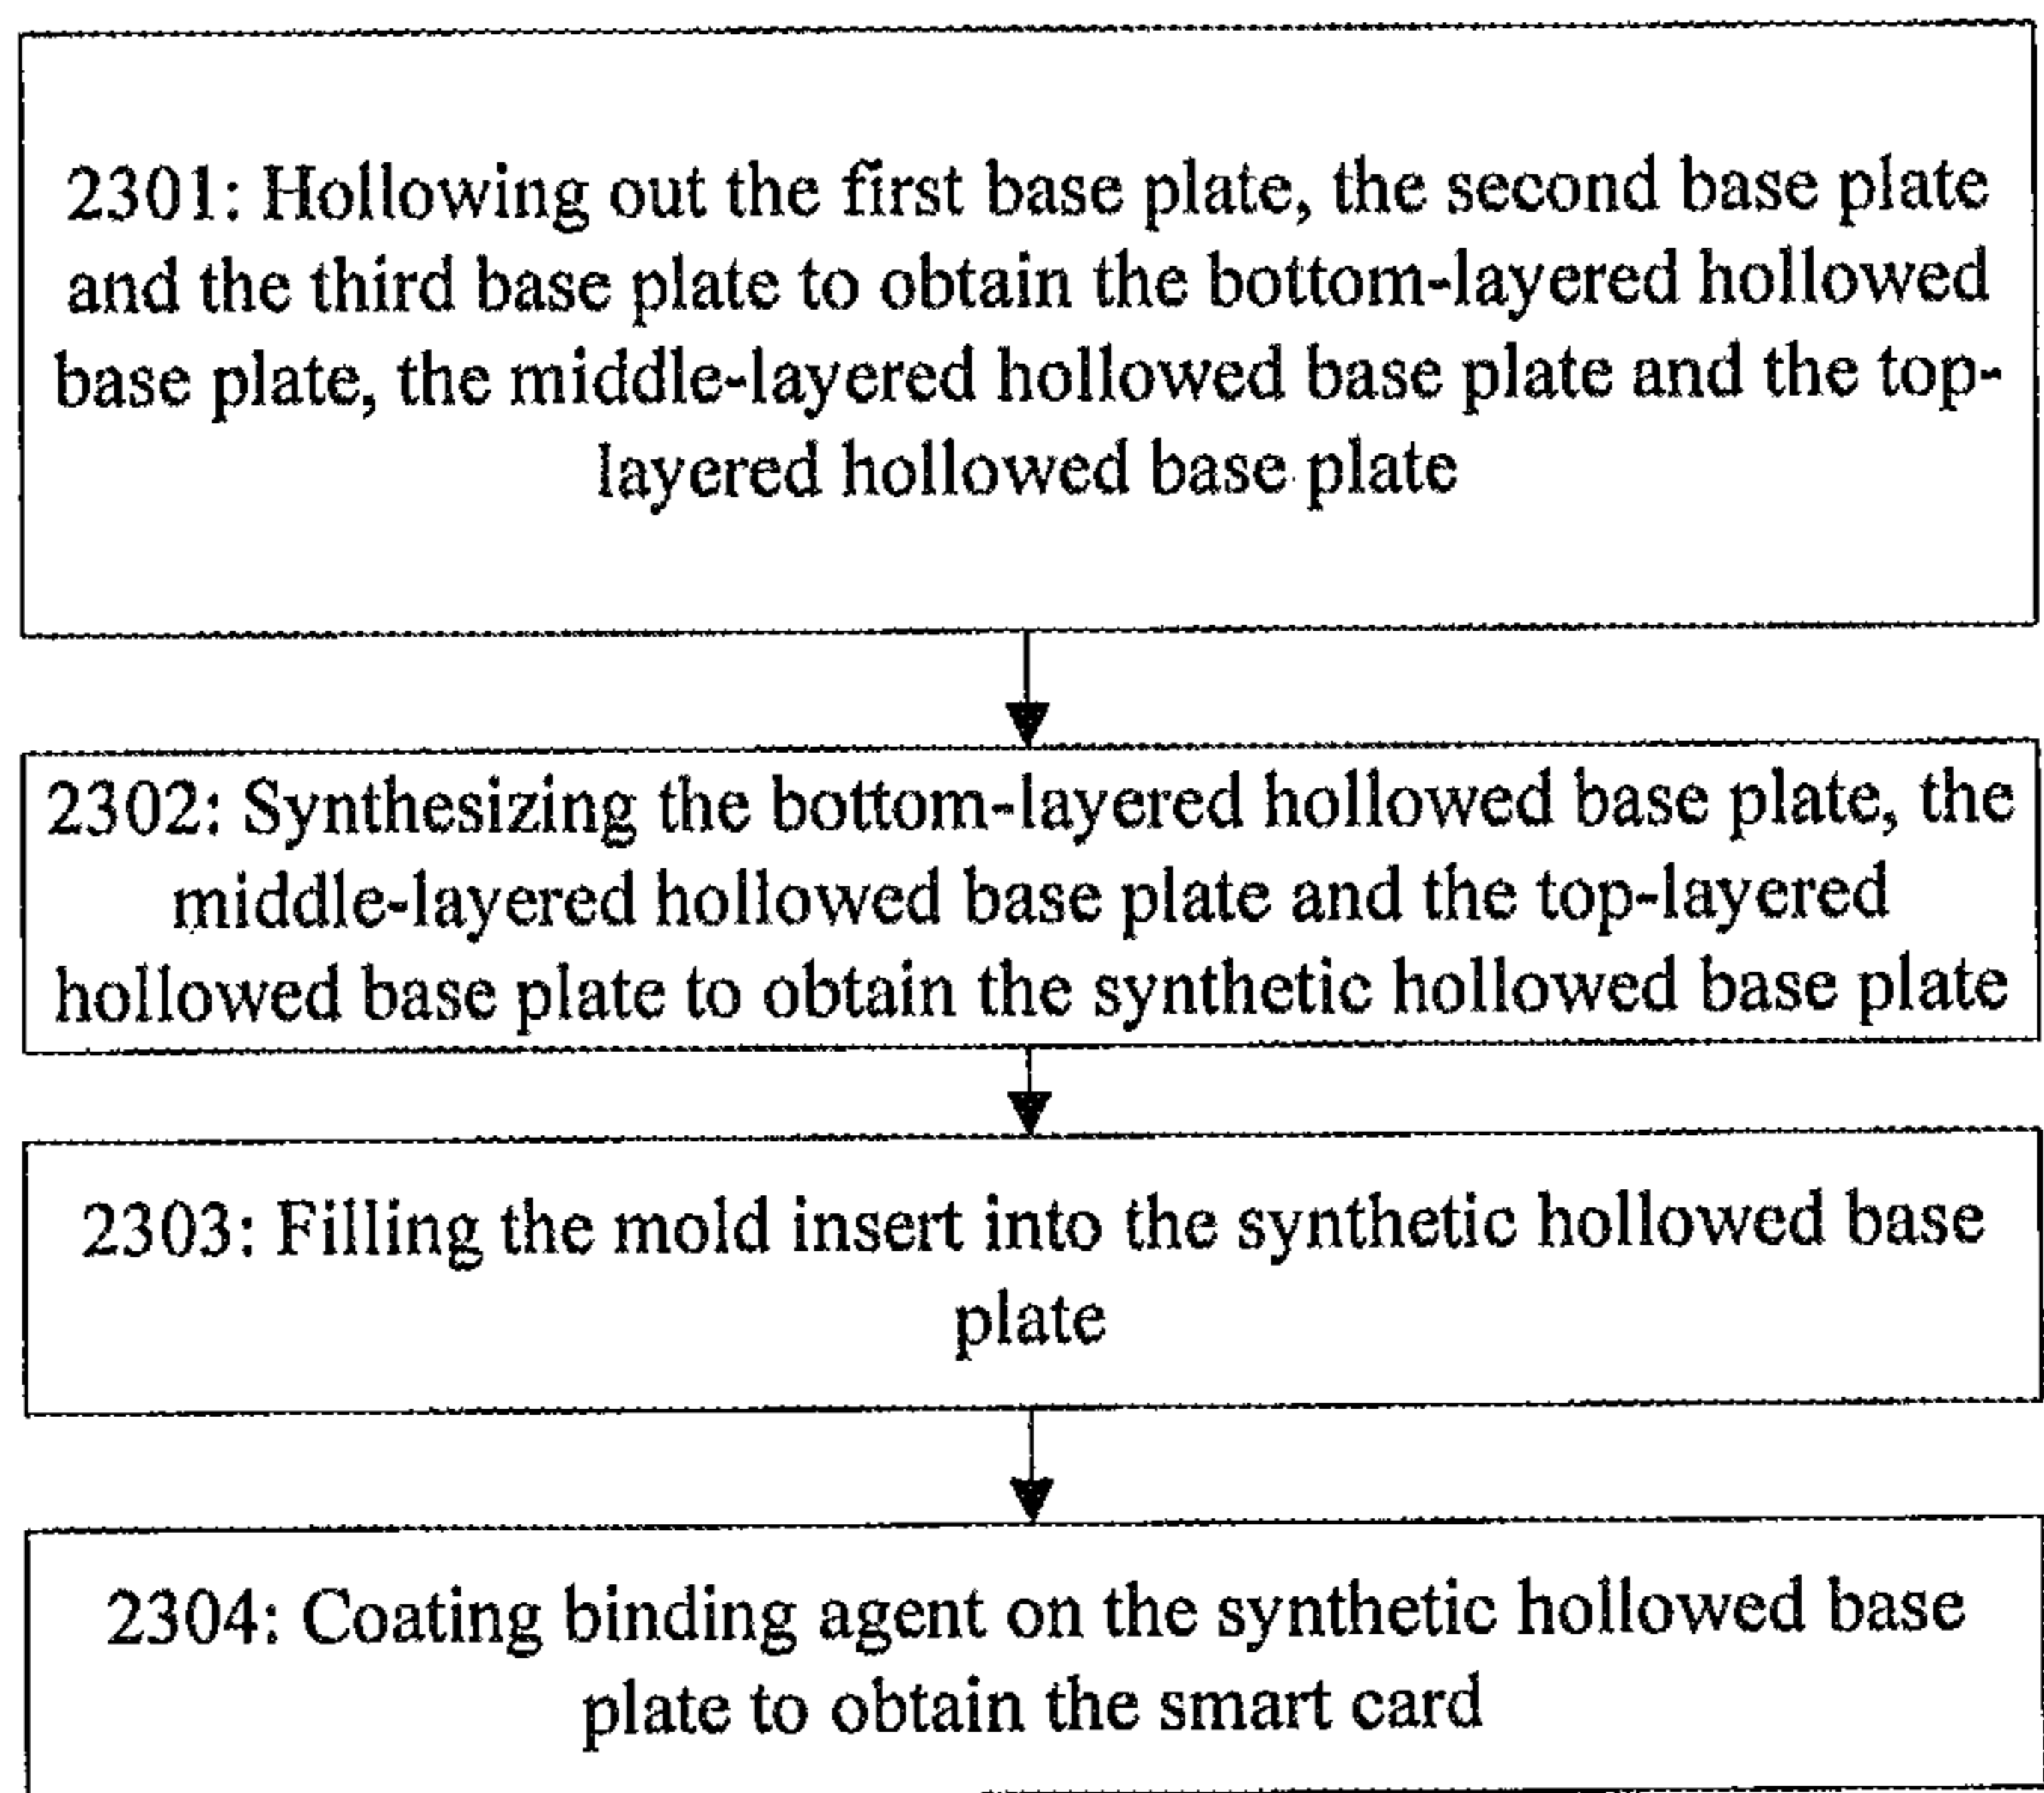 2301: Hollowing out the first base plate, the second base plate
and the third base plate to obtain the bottom-layered hollowed
base plate, the middle-layered hollowed base plate and the top-
layered hollowed base plate
2302: Synthesizing the bottom-layered hollowed base plate, the
middle-layered hollowed base plate and the top-layered
hollowed base plate to obtain the synthetic hollowed base plate
2303: Filling the mold insert into the synthetic hollowed base
plate
2304: Coating binding agent on the synthetic hollowed base
plate to obtain the smart card